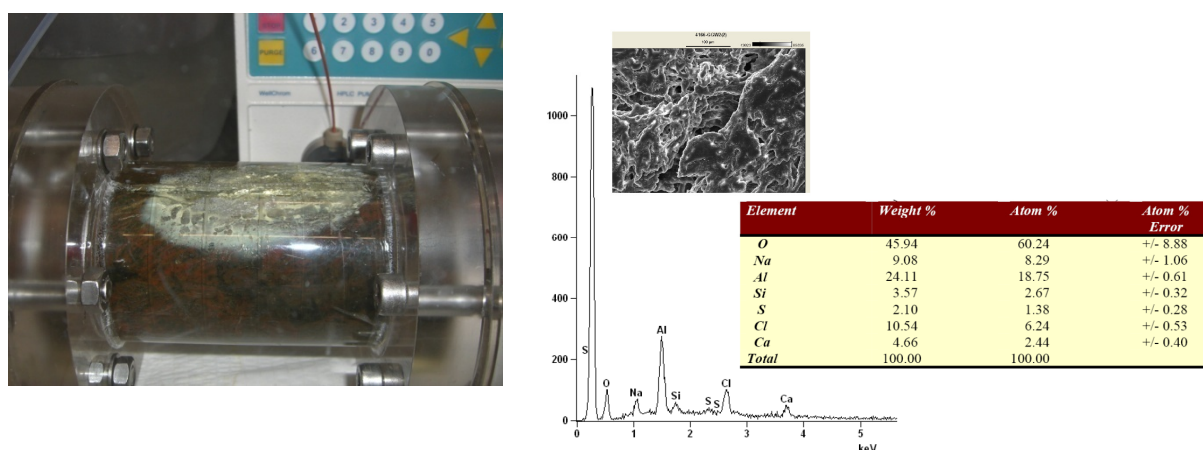 2 3 4 5
PURGE
6 7 8 9 0
WellChrom HPLC PUMP
100 µm
1000
800
600
400
200
0
S
O
Na
Al
Si
S
S
Cl
Ca
0 1 2 3 4 5
keV
Element Weight % Atom % Atom %
Error
O 45.94 60.24 +/- 8.88
Na 9.08 8.29 +/- 1.06
Al 24.11 18.75 +/- 0.61
Si 3.57 2.67 +/- 0.32
S 2.10 1.38 +/- 0.28
Cl 10.54 6.24 +/- 0.53
Ca 4.66 2.44 +/- 0.40
Total 100.00 100.00